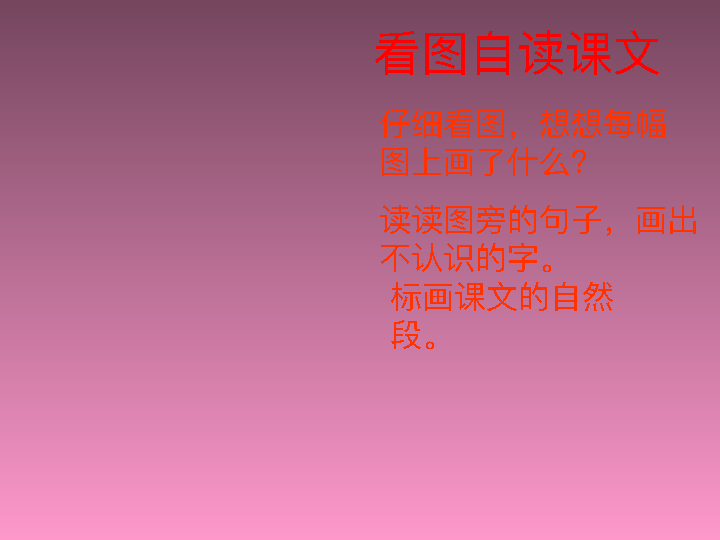 看图自读课文
仔细看图，想想每幅
图上画了什么？
读读图旁的句子，画出
不认识的字。
标画课文的自然
段。